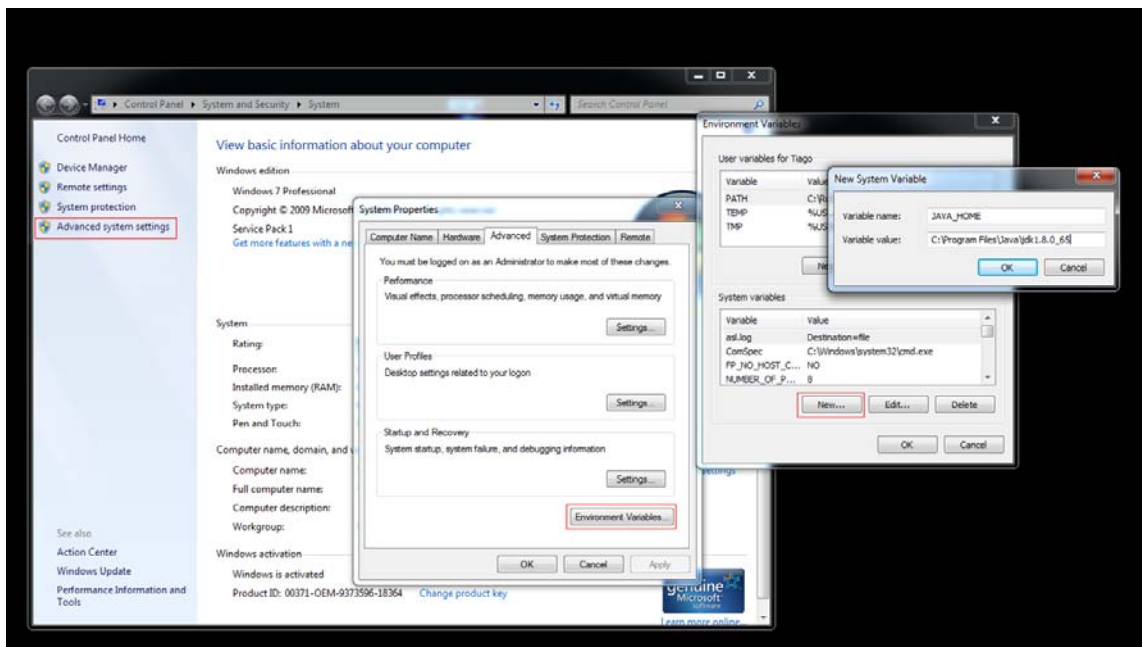 Control Panel ▸ System and Security ▸ System
Search Control Panel
Control Panel Home
Device Manager
Remote settings
System protection
Advanced system settings
See also
Action Center
Windows Update
Performance Information and
Tools
View basic information about your computer
Windows edition
Windows 7 Professional
Copyright © 2009 Microsoft
Service Pack 1
Get more features with a ne
System
Rating:
Processor:
Installed memory (RAM):
System type:
Pen and Touch:
Computer name, domain, and
Computer name:
Full computer name:
Computer description:
Workgroup:
settings
Windows activation
Windows is activated
Product ID: 00371-OEM-9373596-18364 Change product key
genuine
Microsoft
software
Learn more online...
System Properties
Computer Name Hardware Advanced System Protection Remote
You must be logged on as an Administrator to make most of these changes.
Performance
Visual effects, processor scheduling, memory usage, and virtual memory
Settings...
User Profiles
Desktop settings related to your logon
Settings...
Startup and Recovery
System startup, system failure, and debugging information
Settings...
Environment Variables...
OK Cancel Apply
Environment Variables
User variables for Tiago
Variable Value
PATH
TEMP %US
TMP %US
System variables
Variable Value
asl.log Destination=file
ComSpec C:\Windows\system32\cmd.exe
FP_NO_HOST_C... NO
NUMBER_OF_P... 8
New... Edit... Delete
OK Cancel
New System Variable
Variable name: JAVA_HOME
Variable value: C:\Program Files\Java\jdk1.8.0_65
OK Cancel